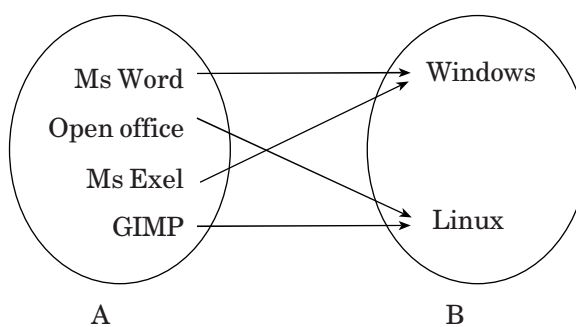 Ms Word
Windows
Open office
Ms Exel
GIMP
Linux
A
B